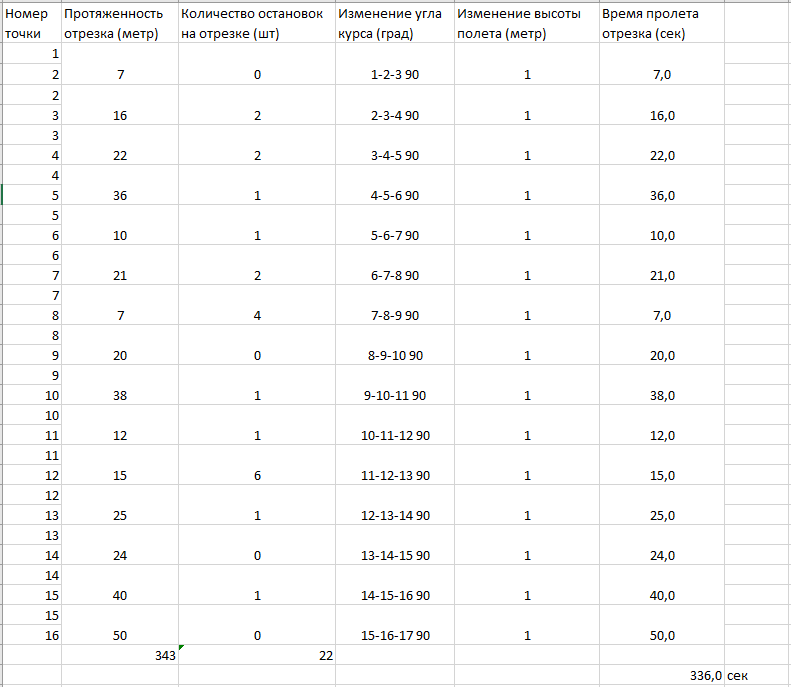 Номер точки Протяженность отрезка (метр) Количество остановок на отрезке (шт) Изменение угла курса (град) Изменение высоты полета (метр) Время пролета отрезка (сек)
1
2 7 0 1-2-3 90 1 7,0
2
3 16 2 2-3-4 90 1 16,0
3
4 22 2 3-4-5 90 1 22,0
4
5 36 1 4-5-6 90 1 36,0
5
6 10 1 5-6-7 90 1 10,0
6
7 21 2 6-7-8 90 1 21,0
7
8 7 4 7-8-9 90 1 7,0
8
9 20 0 8-9-10 90 1 20,0
9
10 38 1 9-10-11 90 1 38,0
10
11 12 1 10-11-12 90 1 12,0
11
12 15 6 11-12-13 90 1 15,0
12
13 25 1 12-13-14 90 1 25,0
13
14 24 0 13-14-15 90 1 24,0
14
15 40 1 14-15-16 90 1 40,0
15
16 50 0 15-16-17 90 1 50,0
343 22
336,0 сек